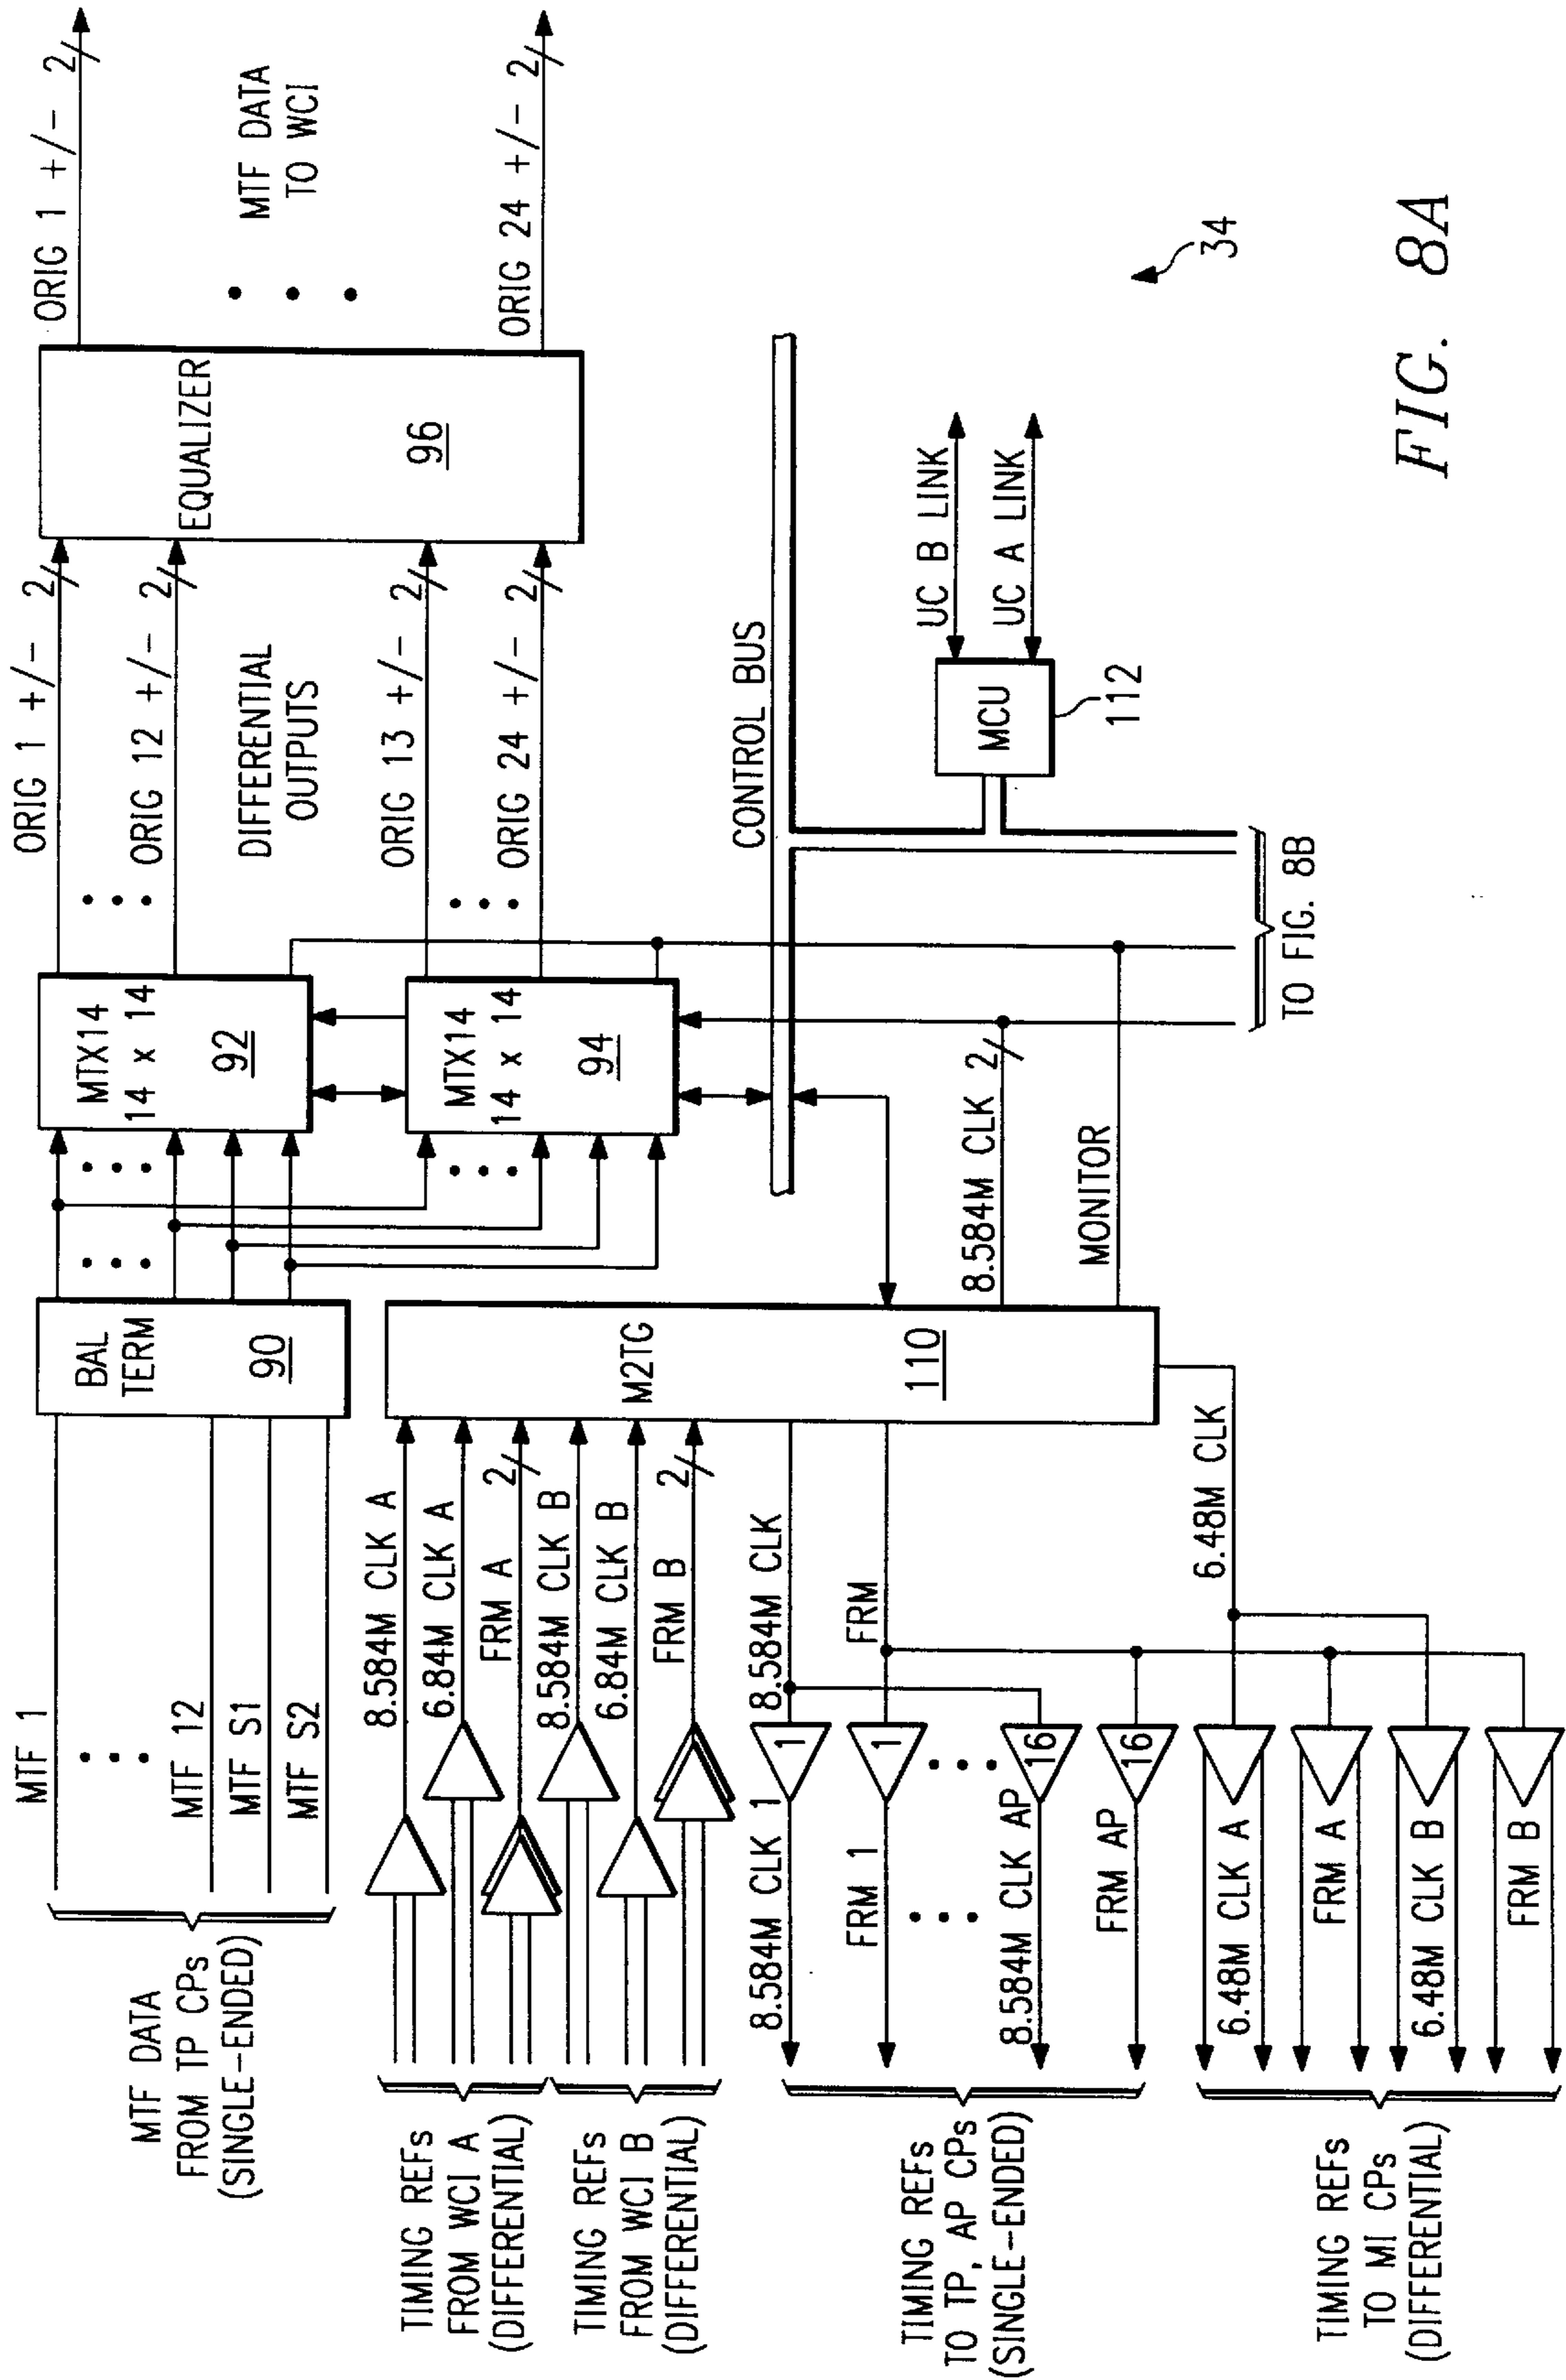 MTF DATA
FROM TP CPs
(SINGLE-ENDED)
MTF 1
MTF 12
MTF S1
MTF S2
BAL
TERM
90
MTX14
14 x 14
92
MTX14
14 x 14
94
ORIG 1 +/-
2
ORIG 12 +/-
2
DIFFERENTIAL
OUTPUTS
ORIG 13 +/-
2
ORIG 24 +/-
2
EQUALIZER
96
ORIG 1 +/-
2
MTF DATA
TO WCI
ORIG 24 +/-
2
TIMING REFs
FROM WCI A
(DIFFERENTIAL)
TIMING REFs
FROM WCI B
(DIFFERENTIAL)
8.584M CLK A
6.84M CLK A
FRM A
2
8.584M CLK B
6.84M CLK B
FRM B
2
M2TG
110
CONTROL BUS
8.584M CLK
2
MONITOR
MCU
112
UC B LINK
UC A LINK
34
TIMING REFs
TO TP, AP CPs
(SINGLE-ENDED)
8.584M CLK 1
1
8.584M CLK
FRM 1
1
FRM
8.584M CLK AP
16
FRM AP
16
6.48M CLK
TIMING REFs
TO MI CPs
(DIFFERENTIAL)
6.48M CLK A
FRM A
6.48M CLK B
FRM B
TO FIG. 8B
FIG. 8A